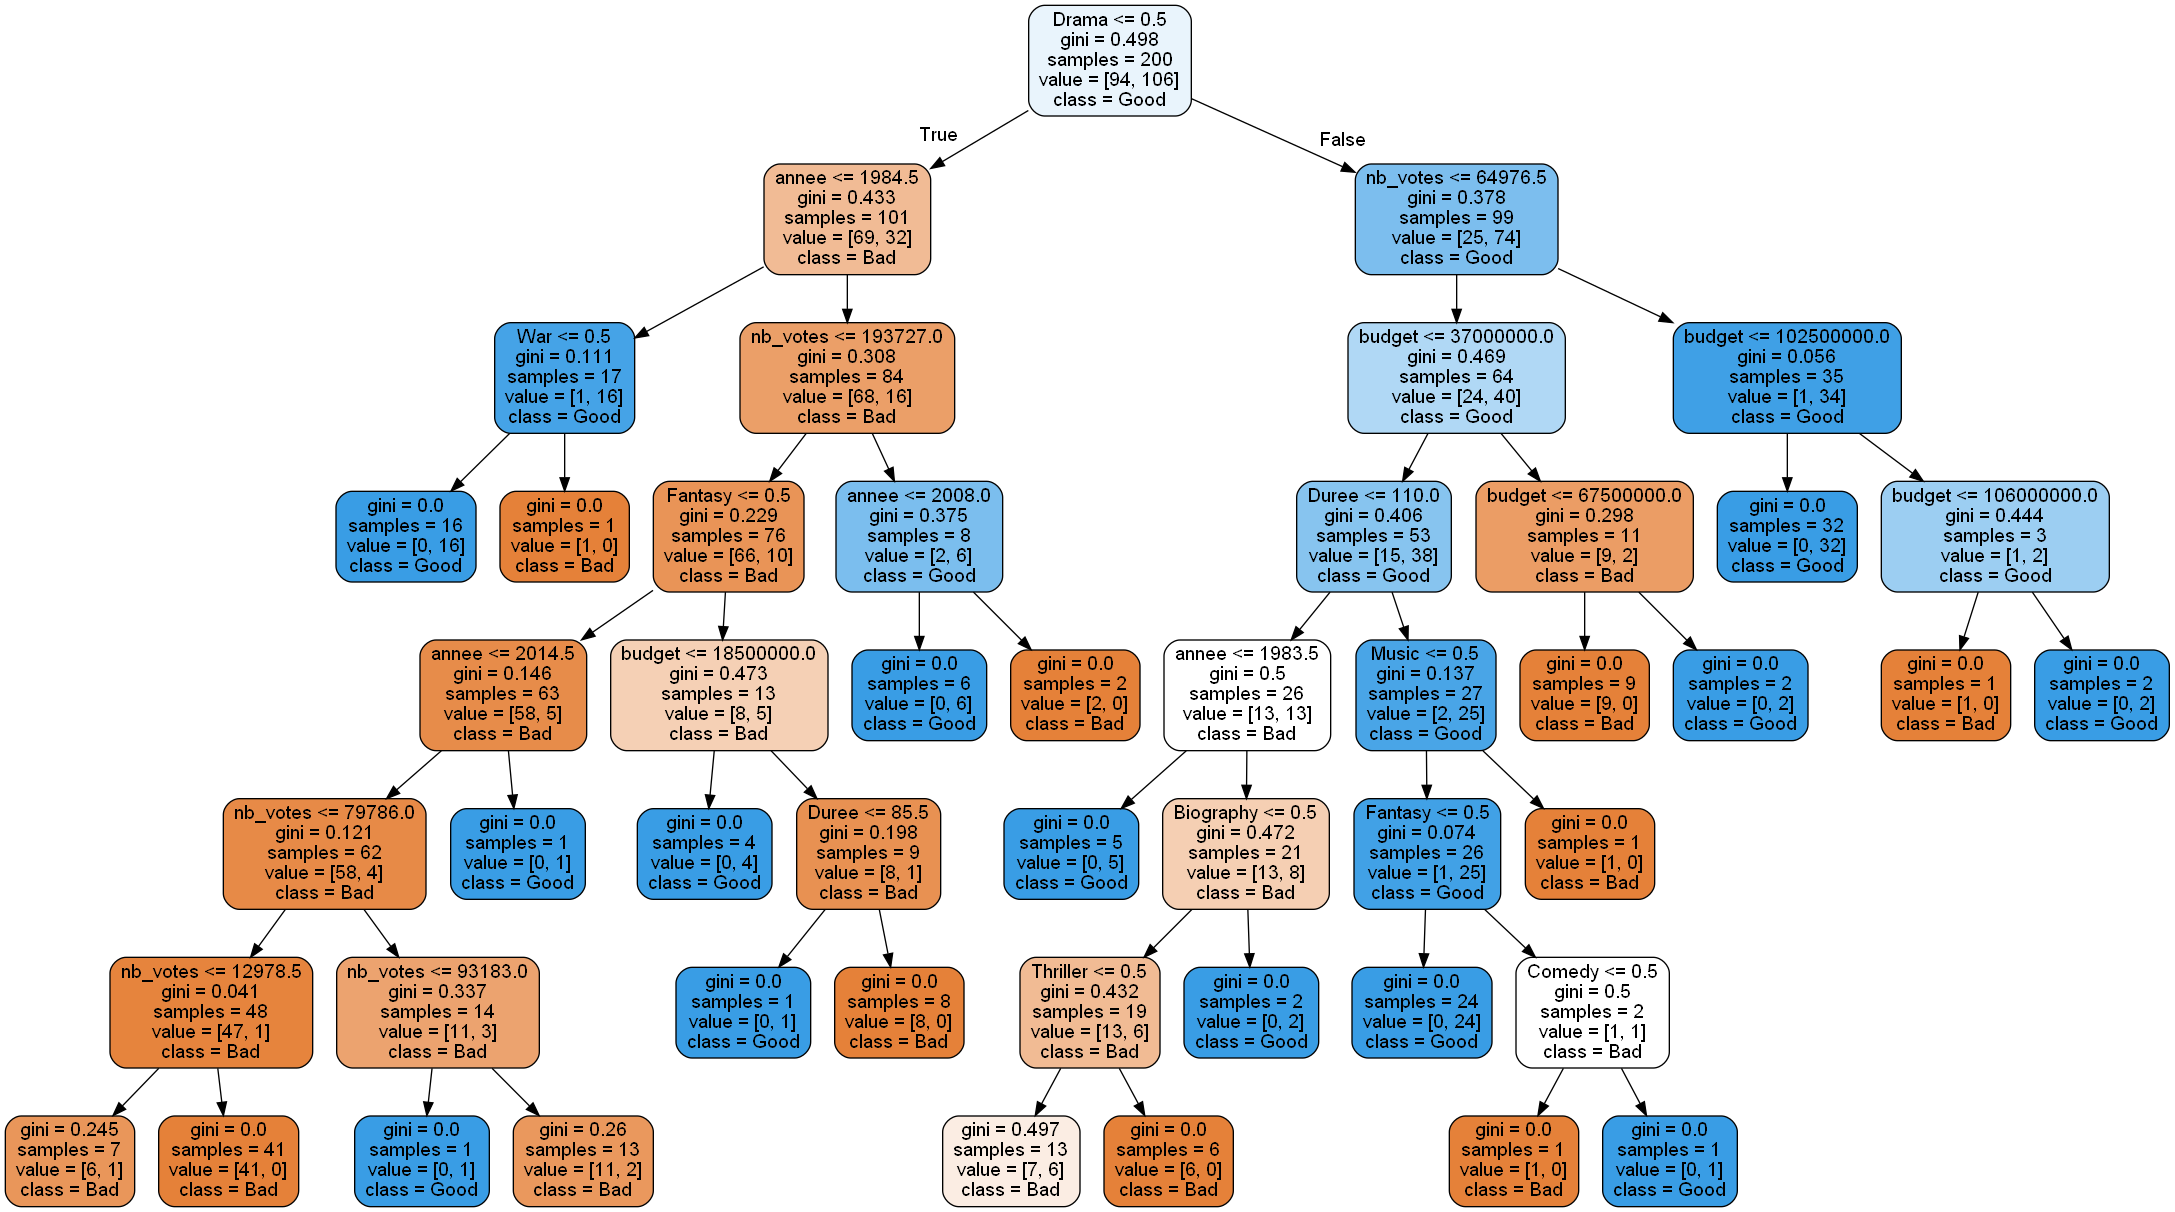 Drama <= 0.5
gini = 0.498
samples = 200
value = [94, 106]
class = Good
True
False
annee <= 1984.5
gini = 0.433
samples = 101
value = [69, 32]
class = Bad
nb_votes <= 64976.5
gini = 0.378
samples = 99
value = [25, 74]
class = Good
War <= 0.5
gini = 0.111
samples = 17
value = [1, 16]
class = Good
nb_votes <= 193727.0
gini = 0.308
samples = 84
value = [68, 16]
class = Bad
budget <= 37000000.0
gini = 0.469
samples = 64
value = [24, 40]
class = Good
budget <= 102500000.0
gini = 0.056
samples = 35
value = [1, 34]
class = Good
gini = 0.0
samples = 16
value = [0, 16]
class = Good
gini = 0.0
samples = 1
value = [1, 0]
class = Bad
Fantasy <= 0.5
gini = 0.229
samples = 76
value = [66, 10]
class = Bad
annee <= 2008.0
gini = 0.375
samples = 8
value = [2, 6]
class = Good
Duree <= 110.0
gini = 0.406
samples = 53
value = [15, 38]
class = Good
budget <= 67500000.0
gini = 0.298
samples = 11
value = [9, 2]
class = Bad
gini = 0.0
samples = 32
value = [0, 32]
class = Good
budget <= 106000000.0
gini = 0.444
samples = 3
value = [1, 2]
class = Good
annee <= 2014.5
gini = 0.146
samples = 63
value = [58, 5]
class = Bad
budget <= 18500000.0
gini = 0.473
samples = 13
value = [8, 5]
class = Bad
gini = 0.0
samples = 6
value = [0, 6]
class = Good
gini = 0.0
samples = 2
value = [2, 0]
class = Bad
annee <= 1983.5
gini = 0.5
samples = 26
value = [13, 13]
class = Bad
Music <= 0.5
gini = 0.137
samples = 27
value = [2, 25]
class = Good
gini = 0.0
samples = 9
value = [9, 0]
class = Bad
gini = 0.0
samples = 2
value = [0, 2]
class = Good
gini = 0.0
samples = 1
value = [1, 0]
class = Bad
gini = 0.0
samples = 2
value = [0, 2]
class = Good
nb_votes <= 79786.0
gini = 0.121
samples = 62
value = [58, 4]
class = Bad
gini = 0.0
samples = 1
value = [0, 1]
class = Good
gini = 0.0
samples = 4
value = [0, 4]
class = Good
Duree <= 85.5
gini = 0.198
samples = 9
value = [8, 1]
class = Bad
gini = 0.0
samples = 5
value = [0, 5]
class = Good
Biography <= 0.5
gini = 0.472
samples = 21
value = [13, 8]
class = Bad
Fantasy <= 0.5
gini = 0.074
samples = 26
value = [1, 25]
class = Good
gini = 0.0
samples = 1
value = [1, 0]
class = Bad
nb_votes <= 12978.5
gini = 0.041
samples = 48
value = [47, 1]
class = Bad
nb_votes <= 93183.0
gini = 0.337
samples = 14
value = [11, 3]
class = Bad
gini = 0.0
samples = 1
value = [0, 1]
class = Good
gini = 0.0
samples = 8
value = [8, 0]
class = Bad
Thriller <= 0.5
gini = 0.432
samples = 19
value = [13, 6]
class = Bad
gini = 0.0
samples = 2
value = [0, 2]
class = Good
gini = 0.0
samples = 24
value = [0, 24]
class = Good
Comedy <= 0.5
gini = 0.5
samples = 2
value = [1, 1]
class = Bad
gini = 0.245
samples = 7
value = [6, 1]
class = Bad
gini = 0.0
samples = 41
value = [41, 0]
class = Bad
gini = 0.0
samples = 1
value = [0, 1]
class = Good
gini = 0.26
samples = 13
value = [11, 2]
class = Bad
gini = 0.497
samples = 13
value = [7, 6]
class = Bad
gini = 0.0
samples = 6
value = [6, 0]
class = Bad
gini = 0.0
samples = 1
value = [1, 0]
class = Bad
gini = 0.0
samples = 1
value = [0, 1]
class = Good